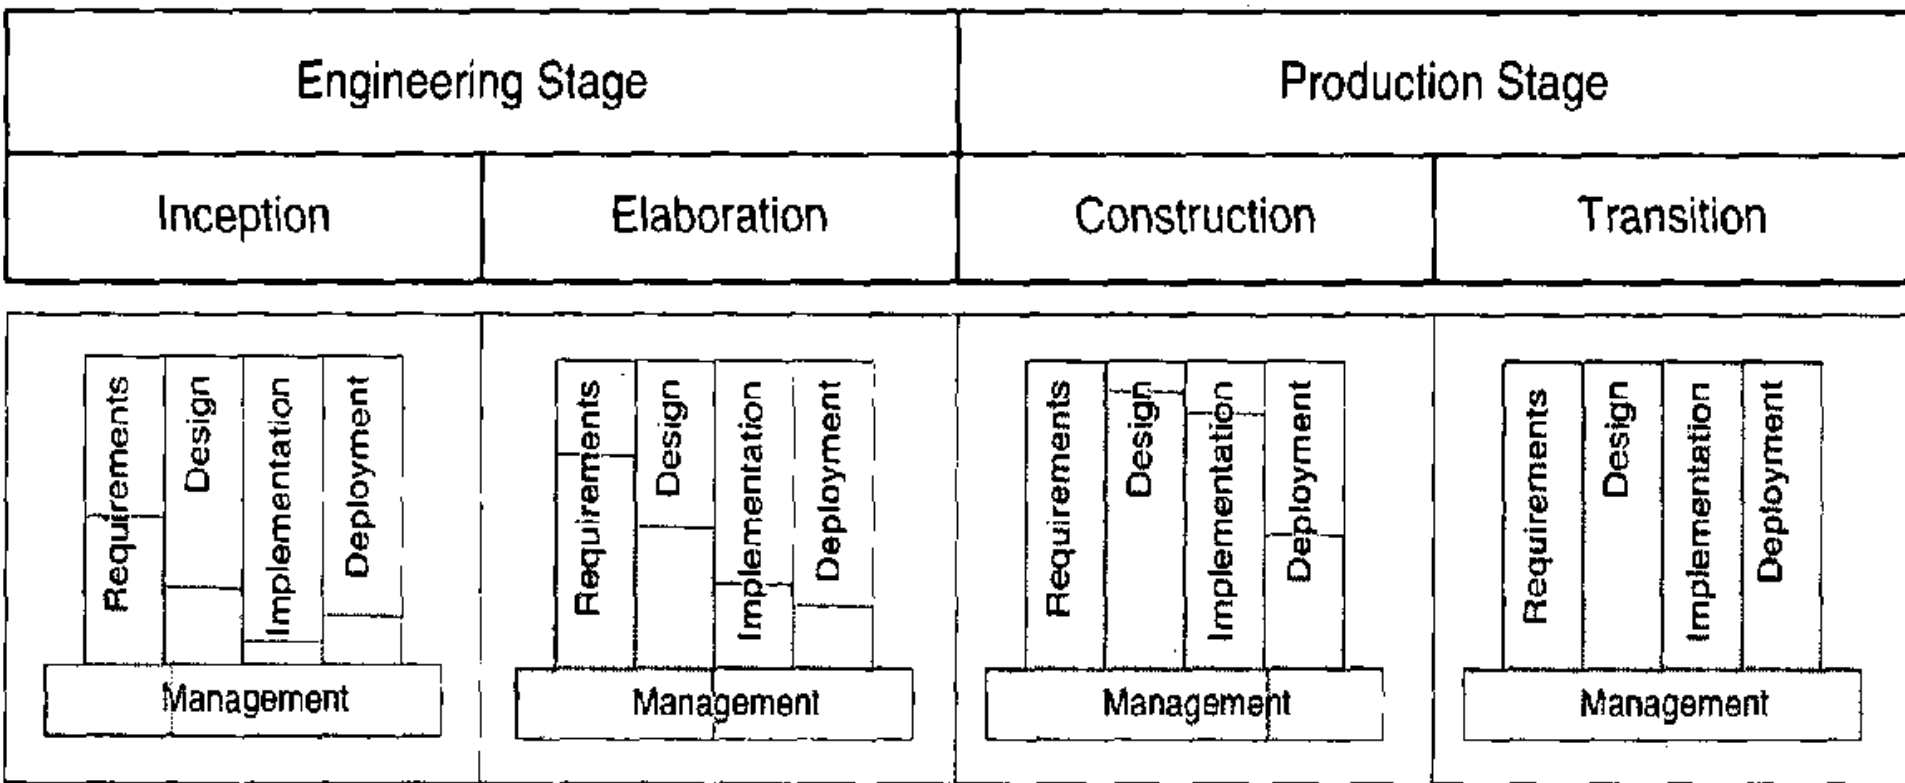 Engineering Stage
Production Stage
Inception
Elaboration
Construction
Transition
Requirements
Design
Implementation
Deployment
Management
Requirements
Design
Implementation
Deployment
Management
Requirements
Design
Implementation
Deployment
Management
Requirements
Design
Implementation
Deployment
Management